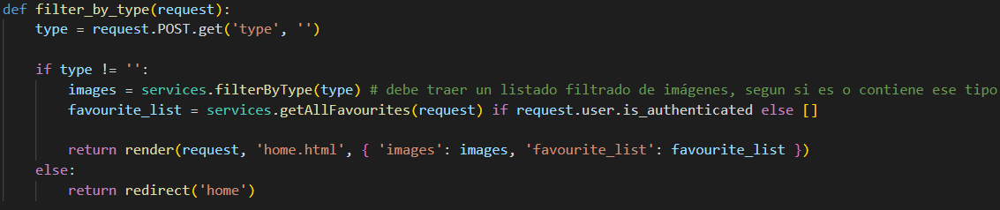 def filter_by_type(request):
    type = request.POST.get('type', '')

    if type != '':
        images = services.filterByType(type) # debe traer un listado filtrado de imágenes, segun si es o contiene ese tipo
        favourite_list = services.getAllFavourites(request) if request.user.is_authenticated else []

        return render(request, 'home.html', { 'images': images, 'favourite_list': favourite_list })
    else:
        return redirect('home')